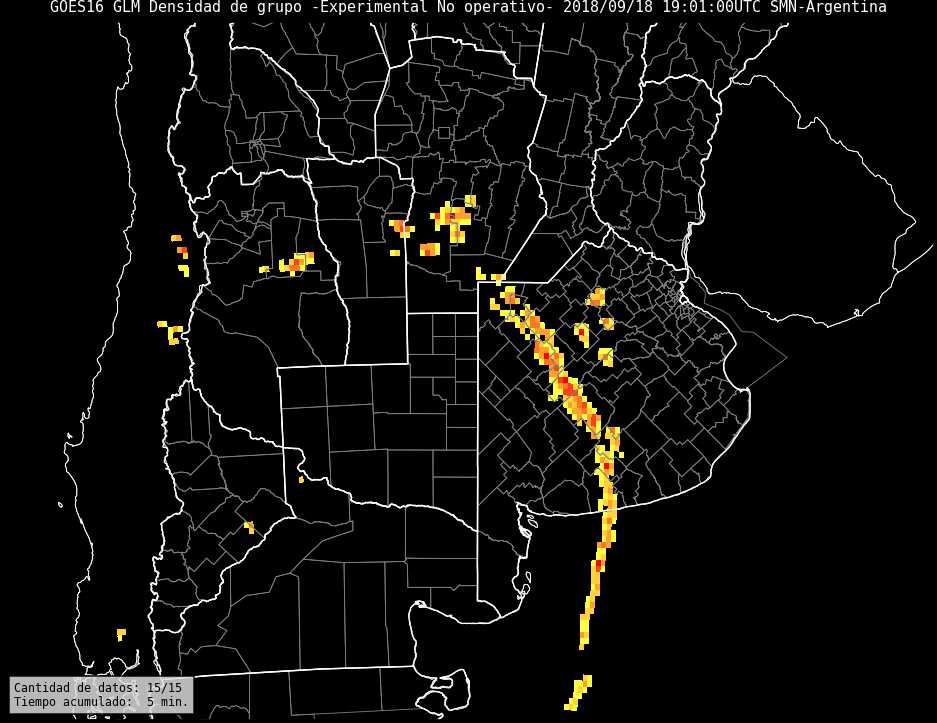 GOES16 GLM Densidad de grupo -Experimental No operativo- 2018/09/18 19:01:00UTC SMN-Argentina
Cantidad de datos: 15/15
Tiempo acumulado:  5 min.